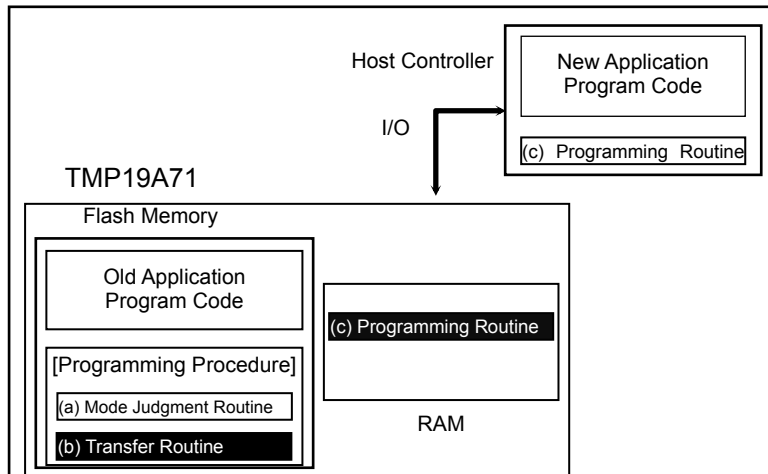 Host Controller
New Application
Program Code
I/O
(c) Programming Routine
TMP19A71
Flash Memory
Old Application
Program Code
(c) Programming Routine
[Programming Procedure]
(a) Mode Judgment Routine
(b) Transfer Routine
RAM